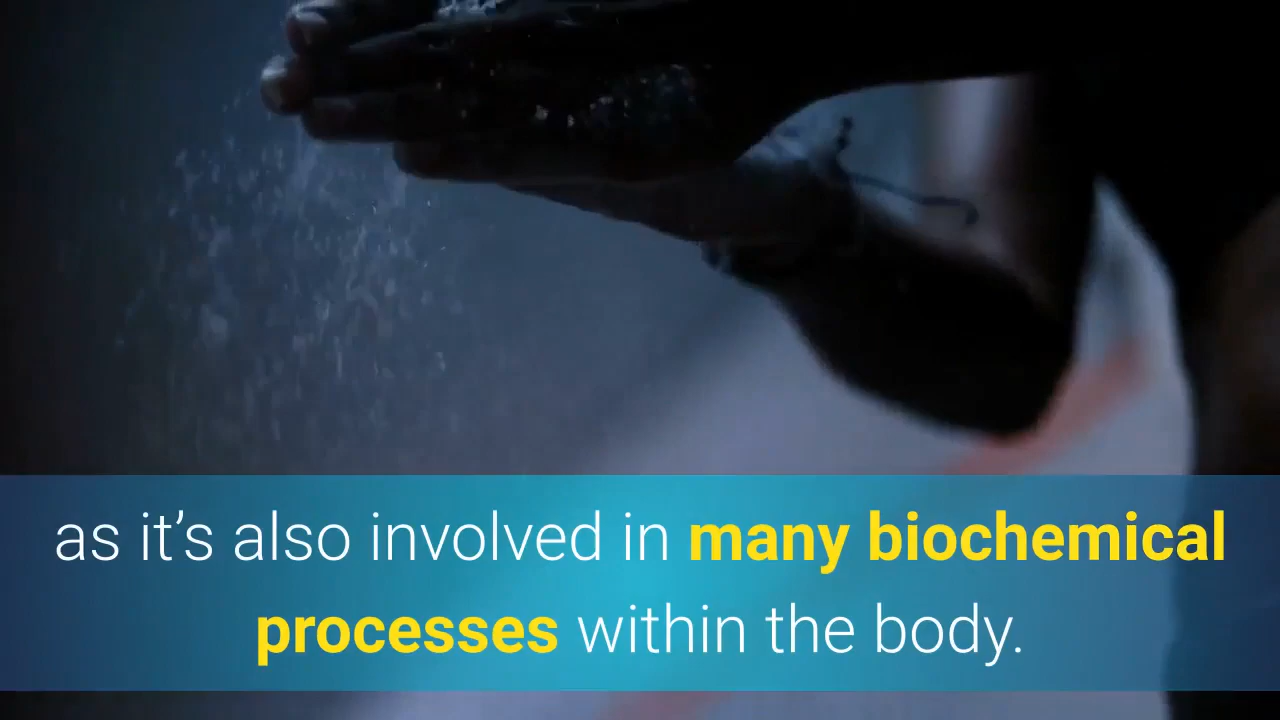 as it’s also involved in many biochemical
processes within the body.